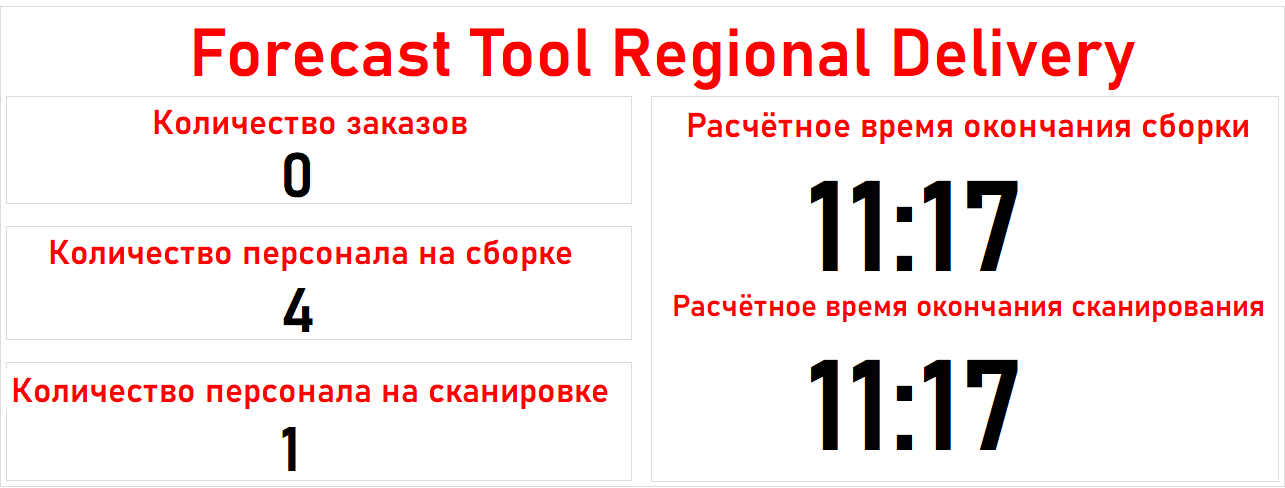 Forecast Tool Regional Delivery
Количество заказов
0
Количество персонала на сборке
4
Количество персонала на сканировке
1
Расчётное время окончания сборки
11:17
Расчётное время окончания сканирования
11:17